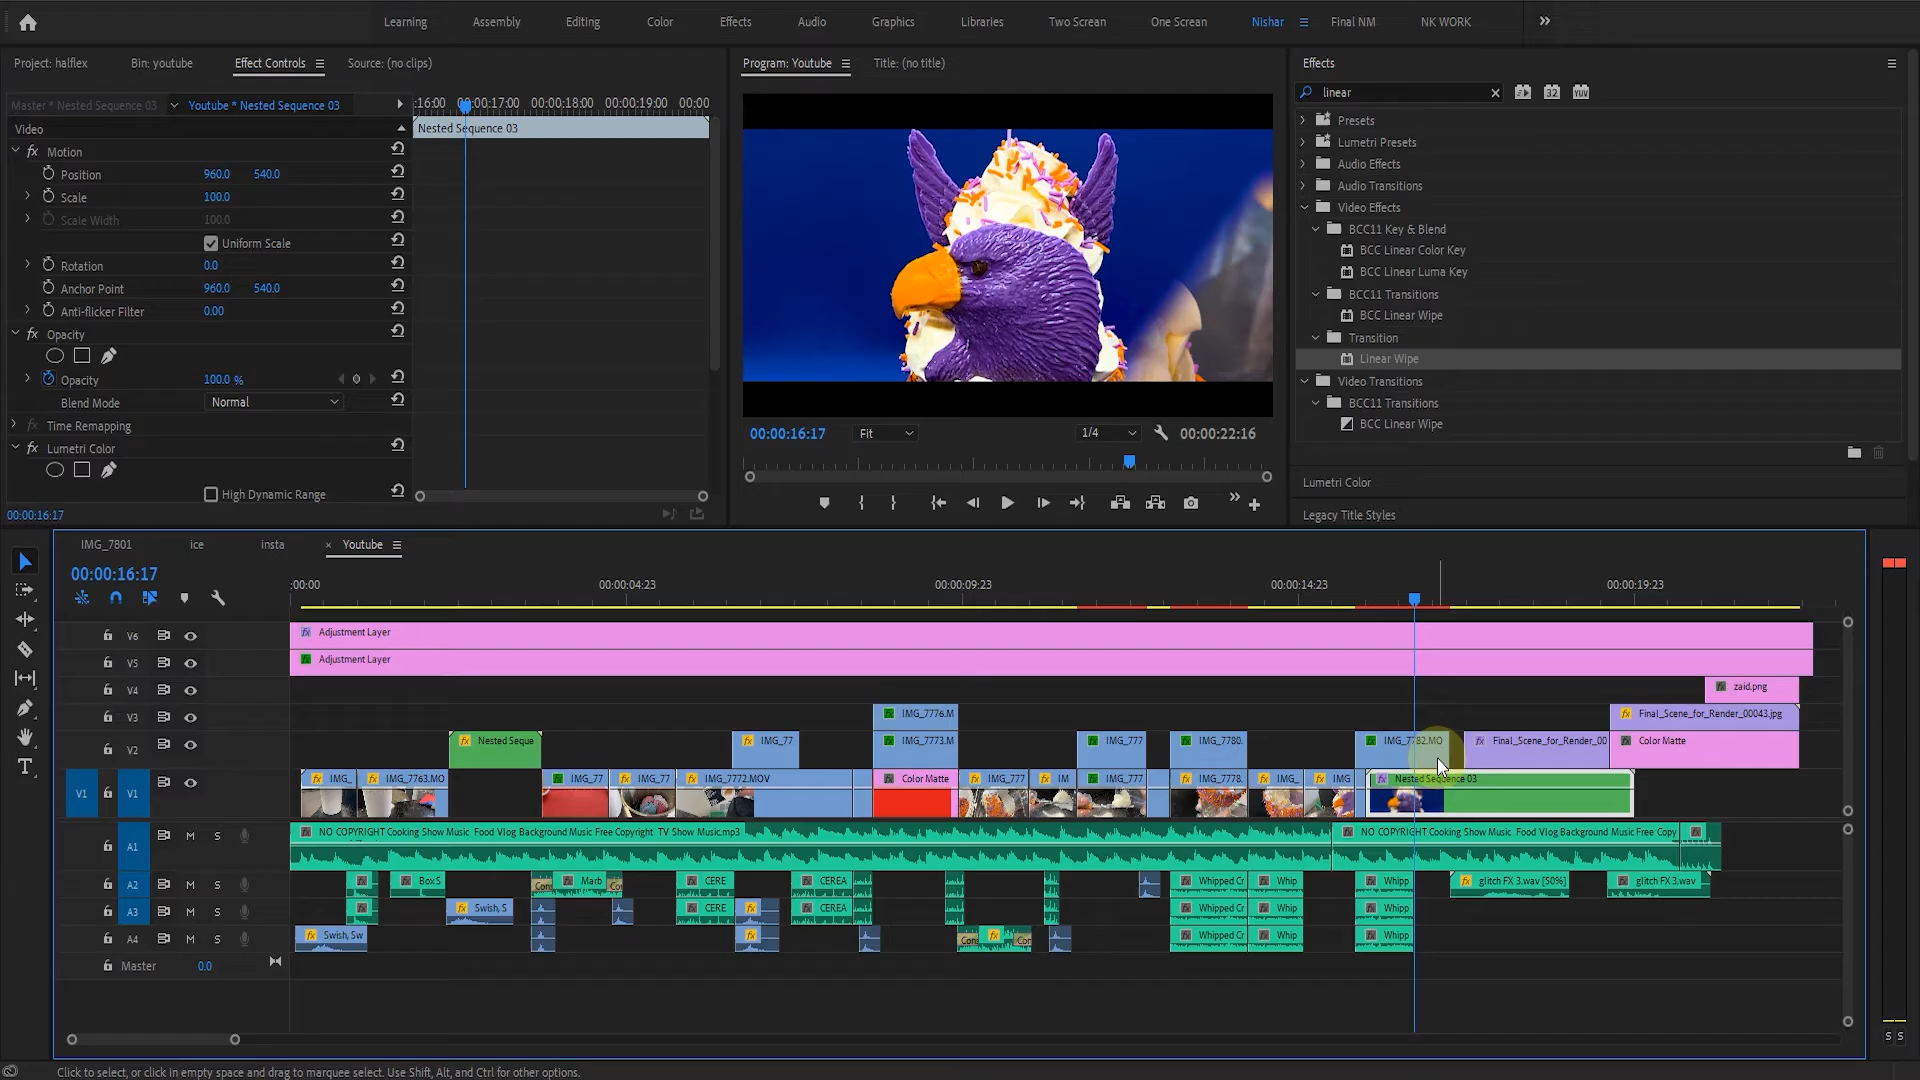 Learning Assembly Editing Color Effects Audio Graphics Libraries Two Screan One Screan Nishar Final NM NK WORK
Project: halflex Bin: youtube Effect Controls Source: (no clips)
Master * Nested Sequence 03 Youtube * Nested Sequence 03
:16:00 00:00:17:00 00:00:18:00 00:00:19:00 00:00
Video
Nested Sequence 03
Motion
Position 960.0 540.0
Scale 100.0
Scale Width 100.0
Uniform Scale
Rotation 0.0
Anchor Point 960.0 540.0
Anti-flicker Filter 0.00
Opacity
Opacity 100.0 %
Blend Mode Normal
Time Remapping
Lumetri Color
High Dynamic Range
00:00:16:17
Program: Youtube Title: (no title)
00:00:16:17 Fit 1/4 00:00:22:16
Effects
linear
Presets
Lumetri Presets
Audio Effects
Audio Transitions
Video Effects
BCC11 Key & Blend
BCC Linear Color Key
BCC Linear Luma Key
BCC11 Transitions
BCC Linear Wipe
Transition
Linear Wipe
Video Transitions
BCC11 Transitions
BCC Linear Wipe
Lumetri Color
Legacy Title Styles
IMG_7801 ice insta × Youtube
00:00:16:17
:00:00 00:00:04:23 00:00:09:23 00:00:14:23 00:00:19:23
V6 Adjustment Layer
V5 Adjustment Layer
V4 zaid.png
V3 IMG_7776.M Final_Scene_for_Render_00043.jpg
V2 Nested Seque IMG_77 IMG_7773.M IMG_777 IMG_7780. IMG_7782.MO Final_Scene_for_Render_00 Color Matte
V1 V1 IMG_ IMG_7763.MO IMG_77 IMG_77 IMG_7772.MOV Color Matte IMG_77 IM IMG_777 IMG_7778. IMG_ IMG Nested Sequence 03
A1 M S NO COPYRIGHT Cooking Show Music Food Vlog Background Music Free Copyright TV Show Music.mp3 NO COPYRIGHT Cooking Show Music Food Vlog Background Music Free Copy
A2 M S Box S Cons Marb Co CERE CEREA Whipped Cr Whip Whipp glitch FX 3.wav [50%] glitch FX 3.wav
A3 M S Swish, S CERE CEREA Whipped Cr Whip Whipp
A4 M S Swish, Sw Cons Con Whipped Cr Whip Whipp
Master 0.0
S S
Click to select, or click in empty space and drag to marquee select. Use Shift, Alt, and Ctrl for other options.